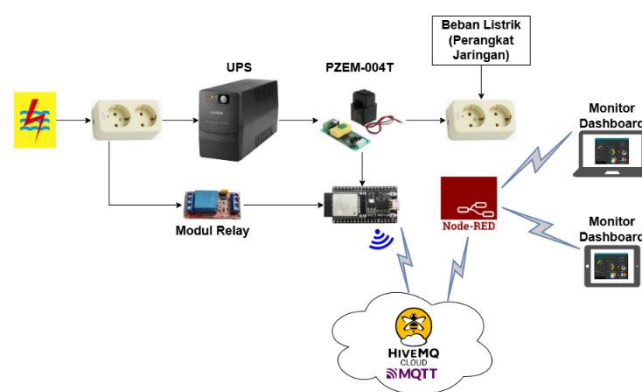 Beban Listrik
(Perangkat
Jaringan)
UPS
PZEM-004T
Monitor
Dashboard
Modul Relay
Node-RED
Monitor
Dashboard
HIVEMQ
CLOUD
MQTT